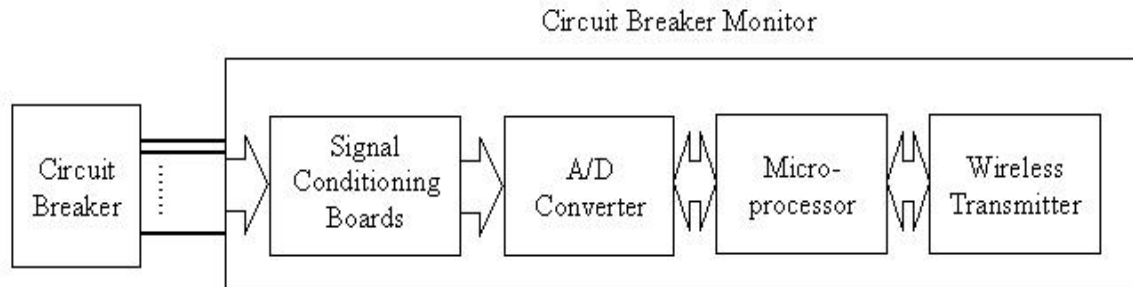 Circuit Breaker Monitor
Circuit
Breaker
Signal
Conditioning
Boards
A/D
Converter
Micro-
processor
Wireless
Transmitter